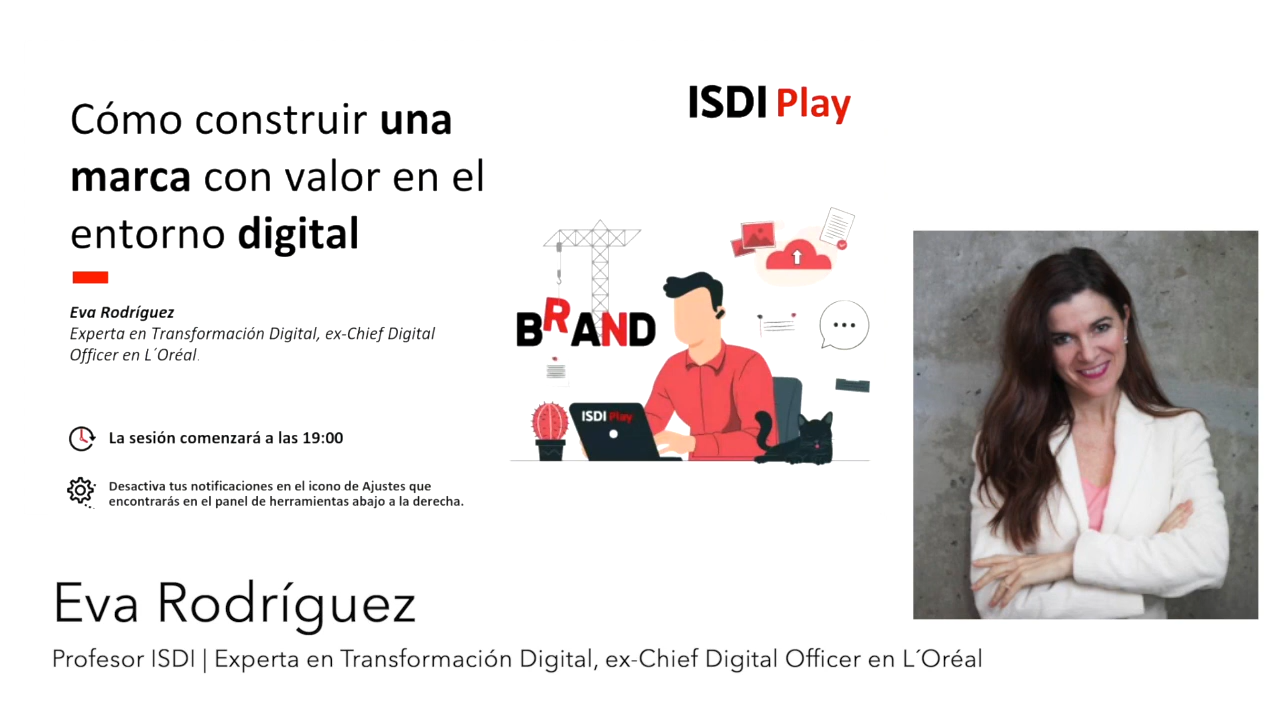 Cómo construir una
marca con valor en el
entorno digital
Eva Rodríguez
Experta en Transformación Digital, ex-Chief Digital
Officer en L´Oréal.
La sesión comenzará a las 19:00
Desactiva tus notificaciones en el icono de Ajustes que
encontrarás en el panel de herramientas abajo a la derecha.
ISDI Play
BRAND
ISDI Play
Eva Rodríguez
Profesor ISDI | Experta en Transformación Digital, ex-Chief Digital Officer en L´Oréal